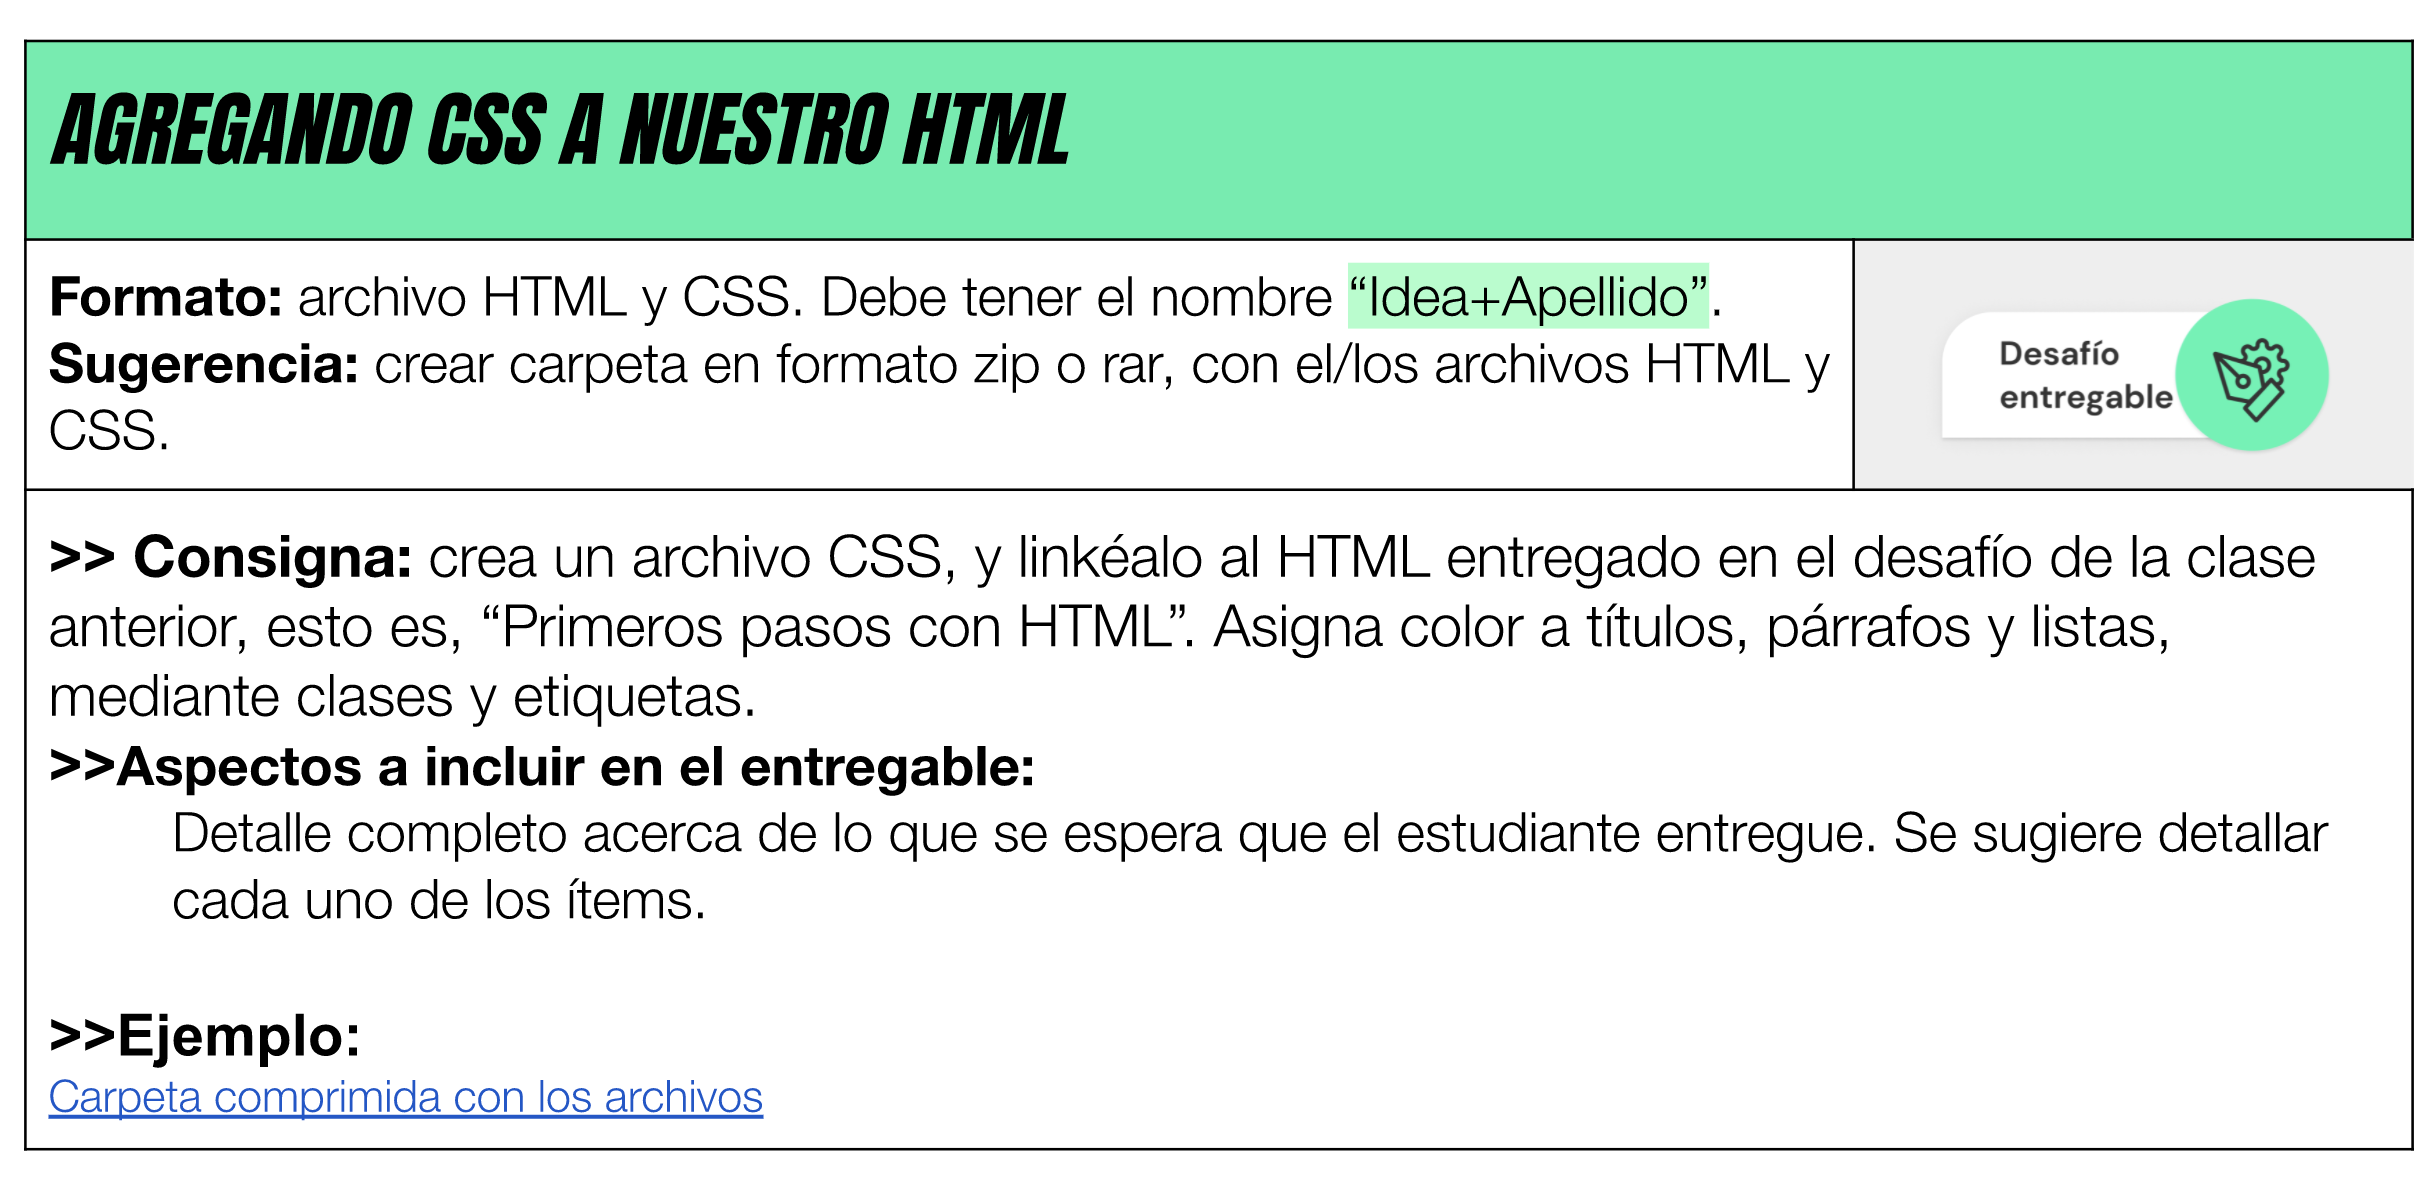 AGREGANDO CSS A NUESTRO HTML
Formato: archivo HTML y CSS. Debe tener el nombre “Idea+Apellido”.
Sugerencia: crear carpeta en formato zip o rar, con el/los archivos HTML y
CSS.
Desafío
entregable
>> Consigna: crea un archivo CSS, y linkéalo al HTML entregado en el desafío de la clase
anterior, esto es, “Primeros pasos con HTML”. Asigna color a títulos, párrafos y listas,
mediante clases y etiquetas.
>>Aspectos a incluir en el entregable:
Detalle completo acerca de lo que se espera que el estudiante entregue. Se sugiere detallar
cada uno de los ítems.
>>Ejemplo:
Carpeta comprimida con los archivos